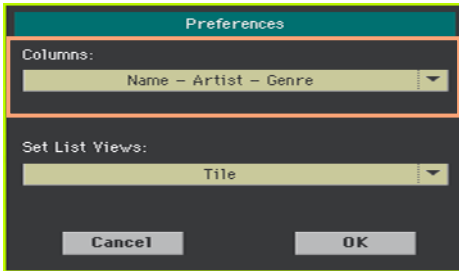 Preferences
Columns:
Name - Artist - Genre
Set List Views:
Tile
Cancel OK